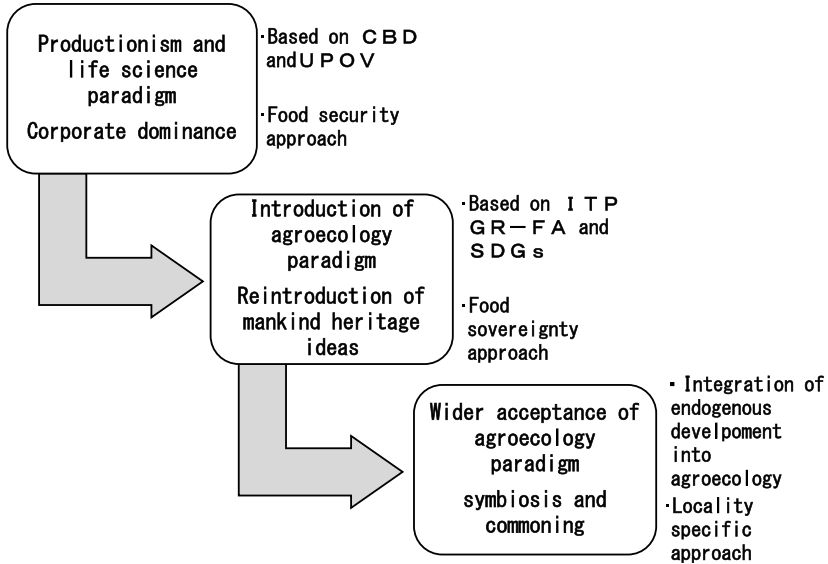 Productionism and
life science
paradigm
Corporate dominance
·Based on ＣＢＤ
andＵＰＯＶ
·Food security
approach
Introduction of
agroecology
paradigm
Reintroduction of
mankind heritage
ideas
·Based on ＩＴＰ
ＧＲ－ＦＡ and
ＳＤＧｓ
·Food
sovereignty
approach
Wider acceptance of
agroecology
paradigm
symbiosis and
commoning
· Integration of
endogenous
develpoment
into
agroecology
·Locality
specific
approach